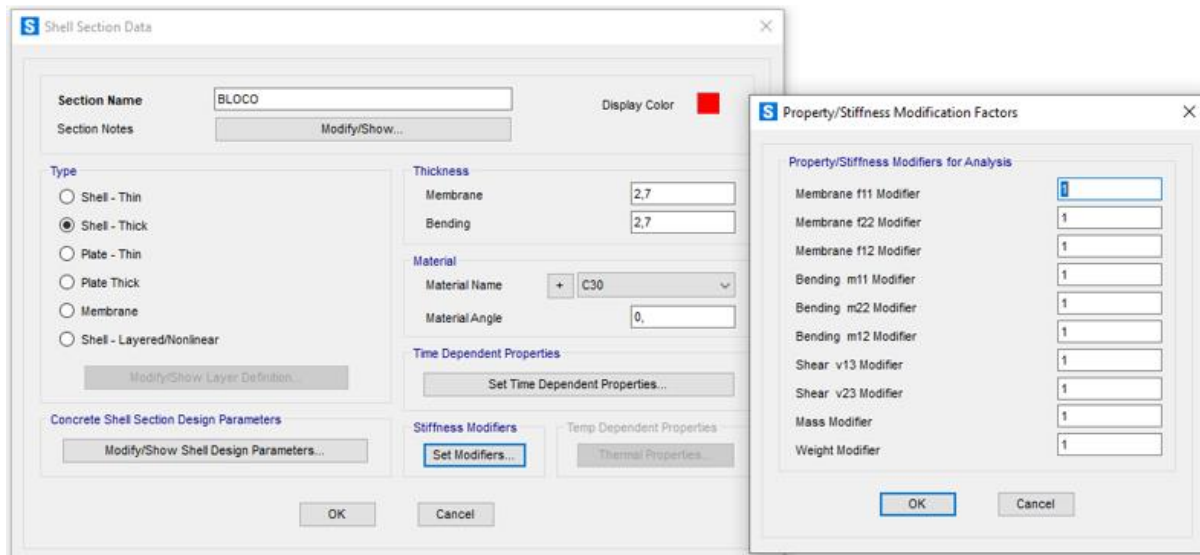 Shell Section Data
Section Name BLOCO Display Color
Section Notes Modify/Show...
Type
Shell - Thin
Shell - Thick
Plate - Thin
Plate Thick
Membrane
Shell - Layered/Nonlinear
Modify/Show Layer Definition...
Concrete Shell Section Design Parameters
Modify/Show Shell Design Parameters...
Thickness
Membrane 2,7
Bending 2,7
Material
Material Name + C30
Material Angle 0,
Time Dependent Properties
Set Time Dependent Properties...
Stiffness Modifiers
Set Modifiers...
Temp Dependent Properties
Thermal Properties...
OK Cancel
Property/Stiffness Modification Factors
Property/Stiffness Modifiers for Analysis
Membrane f11 Modifier 1
Membrane f22 Modifier 1
Membrane f12 Modifier 1
Bending m11 Modifier 1
Bending m22 Modifier 1
Bending m12 Modifier 1
Shear v13 Modifier 1
Shear v23 Modifier 1
Mass Modifier 1
Weight Modifier 1
OK Cancel